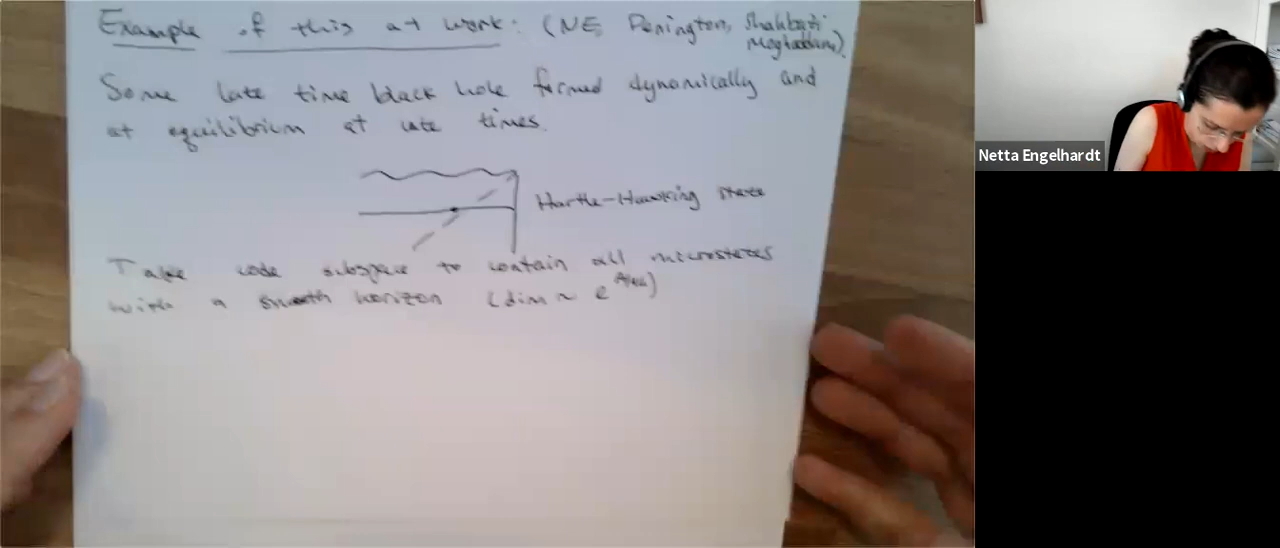 Example of this at work: (NE, Penington, Shahbazi
Moghaddam)
Some late time black hole formed dynamically and
at equilibrium at late times.
Hartle-Hawking state
Take code subspace to contain all microstates
with a smooth horizon (dim ~ e^{A/4G})
Netta Engelhardt